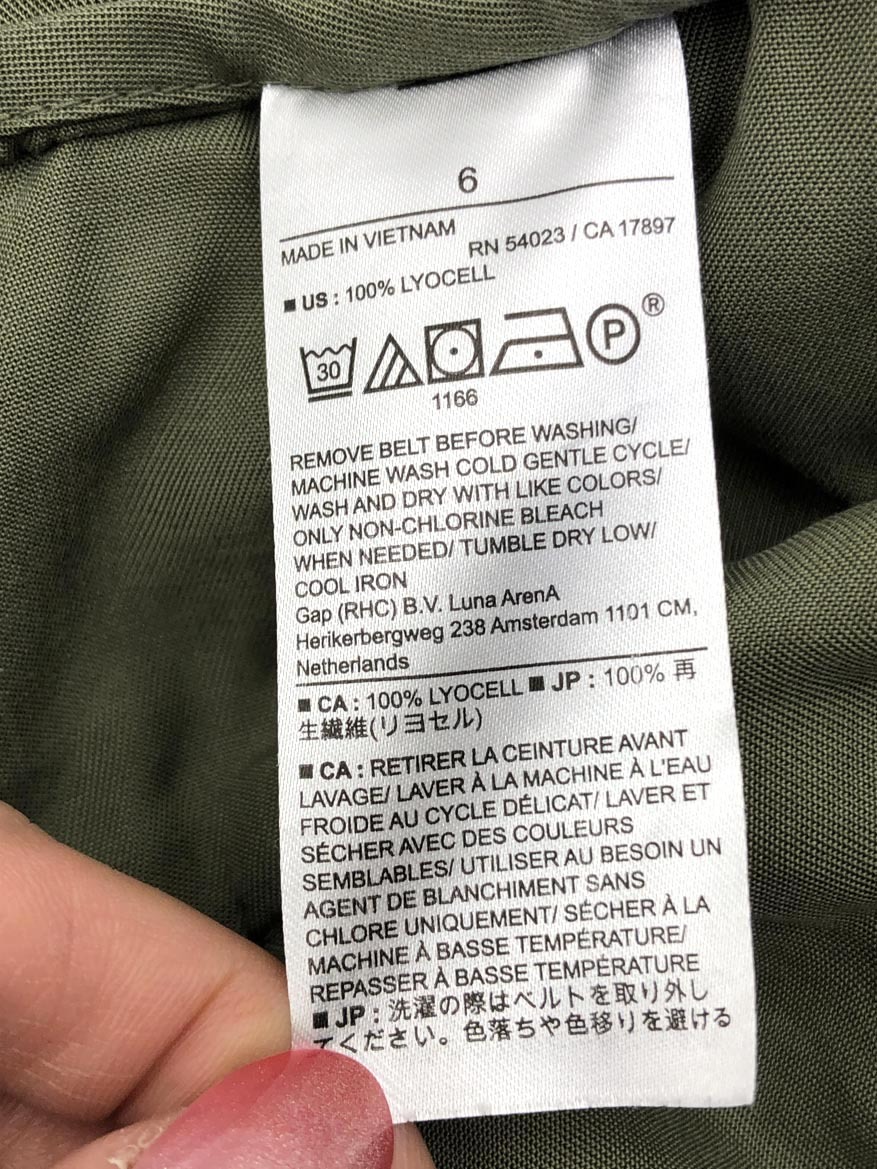 6
MADE IN VIETNAM
RN 54023 / CA 17897
■ US : 100% LYOCELL
30
P ®
1166
REMOVE BELT BEFORE WASHING/
MACHINE WASH COLD GENTLE CYCLE/
WASH AND DRY WITH LIKE COLORS/
ONLY NON-CHLORINE BLEACH
WHEN NEEDED/ TUMBLE DRY LOW/
COOL IRON
Gap (RHC) B.V. Luna ArenA
Herikerbergweg 238 Amsterdam 1101 CM,
Netherlands
■ CA : 100% LYOCELL ■ JP : 100% 再
生繊維(リヨセル)
■ CA : RETIRER LA CEINTURE AVANT
LAVAGE/ LAVER À LA MACHINE À L'EAU
FROIDE AU CYCLE DÉLICAT/ LAVER ET
SÉCHER AVEC DES COULEURS
SEMBLABLES/ UTILISER AU BESOIN UN
AGENT DE BLANCHIMENT SANS
CHLORE UNIQUEMENT/ SÉCHER À LA
MACHINE À BASSE TEMPÉRATURE/
REPASSER À BASSE TEMPÉRATURE
■ JP : 洗濯の際はベルトを取り外し
てください。色落ちや色移りを避ける